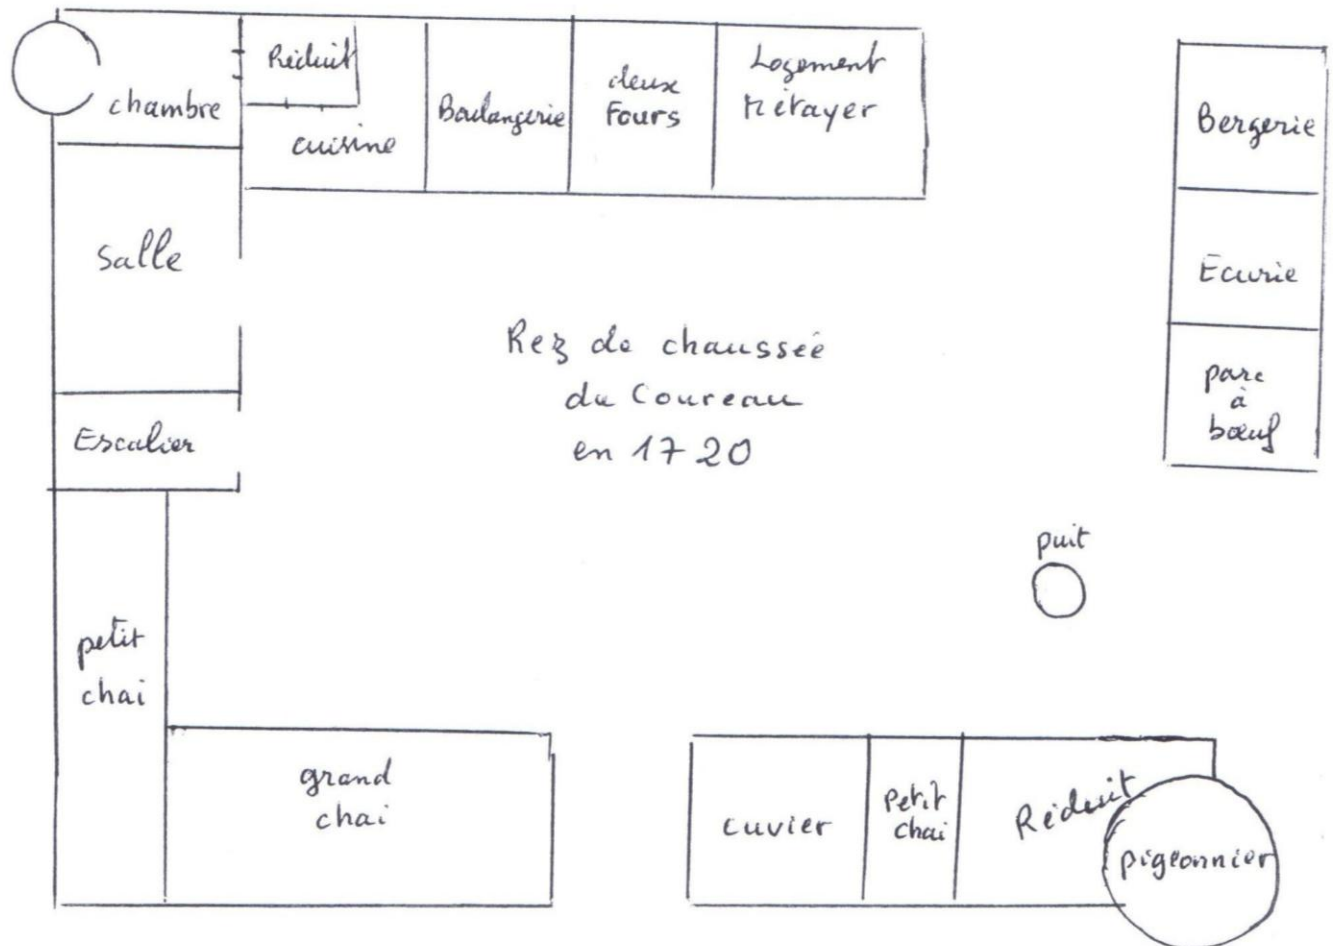 Réduit
chambre
cuisine
Boulangerie
deux
Fours
Logement
Métayer
Bergerie
Salle
Ecurie
Rez de chaussée
du Coureau
en 1720
parc
à
bœuf
Escalier
puit
petit
chai
grand
chai
cuvier
Petit
chai
Réduit
pigeonnier